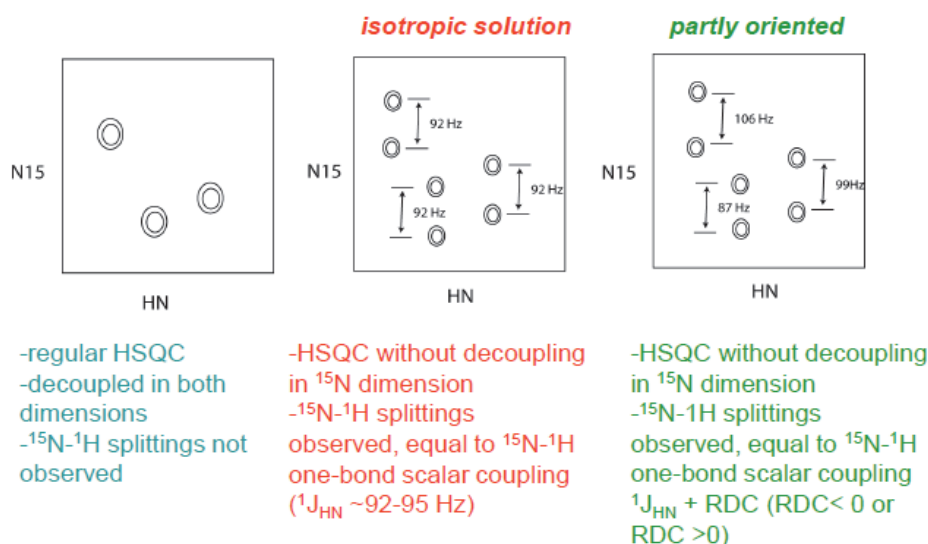 isotropic solution
partly oriented
N15
HN
92 Hz
92 Hz
92 Hz
N15
HN
106 Hz
87 Hz
99Hz
N15
HN
-regular HSQC
-decoupled in both
dimensions
-¹⁵N-¹H splittings not
observed
-HSQC without decoupling
in ¹⁵N dimension
-¹⁵N-¹H splittings
observed, equal to ¹⁵N-¹H
one-bond scalar coupling
(¹J_HN ~92-95 Hz)
-HSQC without decoupling
in ¹⁵N dimension
-¹⁵N-1H splittings
observed, equal to ¹⁵N-¹H
one-bond scalar coupling
¹J_HN + RDC (RDC< 0 or
RDC >0)